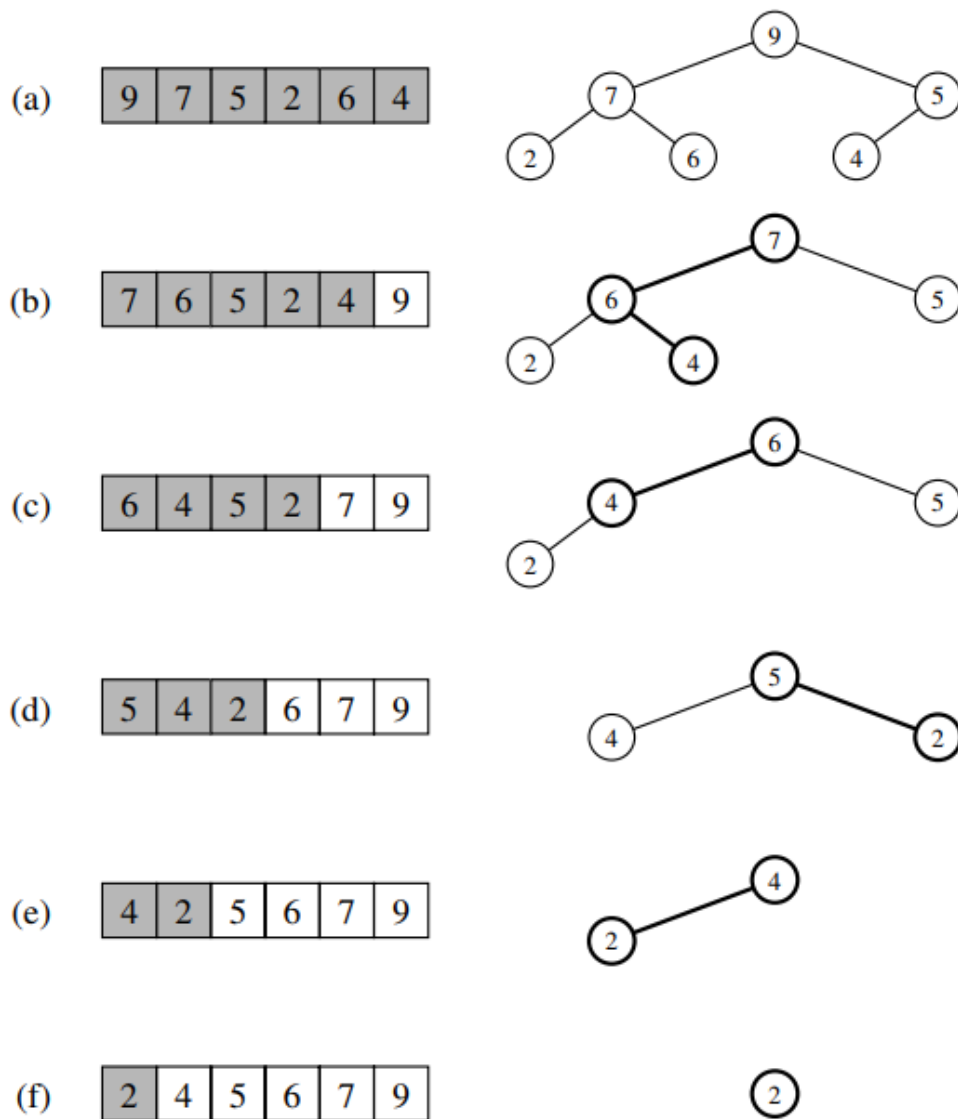 9
(a) 9 7 5 2 6 4
7 5
2 6 4
7
(b) 7 6 5 2 4 9
6 5
2 4
6
(c) 6 4 5 2 7 9
4 5
2
5
(d) 5 4 2 6 7 9
4 2
4
(e) 4 2 5 6 7 9
2
(f) 2 4 5 6 7 9
2